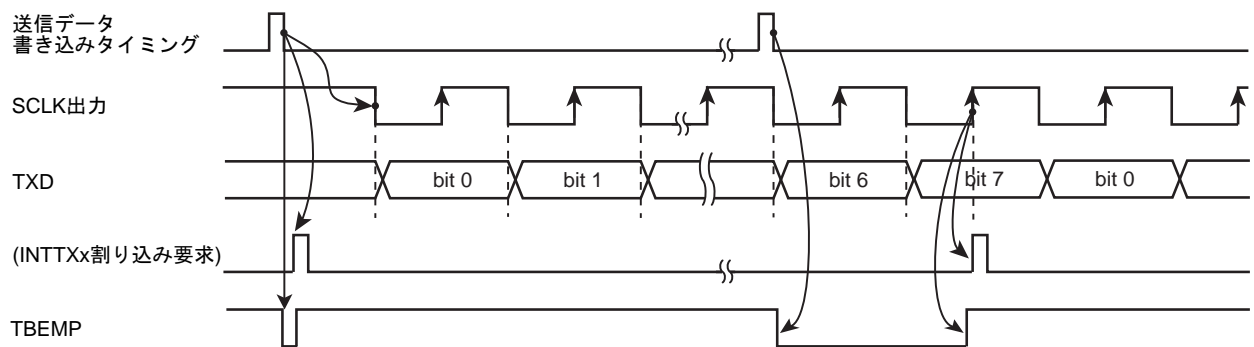 送信データ
書き込みタイミング
SCLK出力
TXD
bit 0
bit 1
bit 6
bit 7
bit 0
(INTTXx割り込み要求)
TBEMP